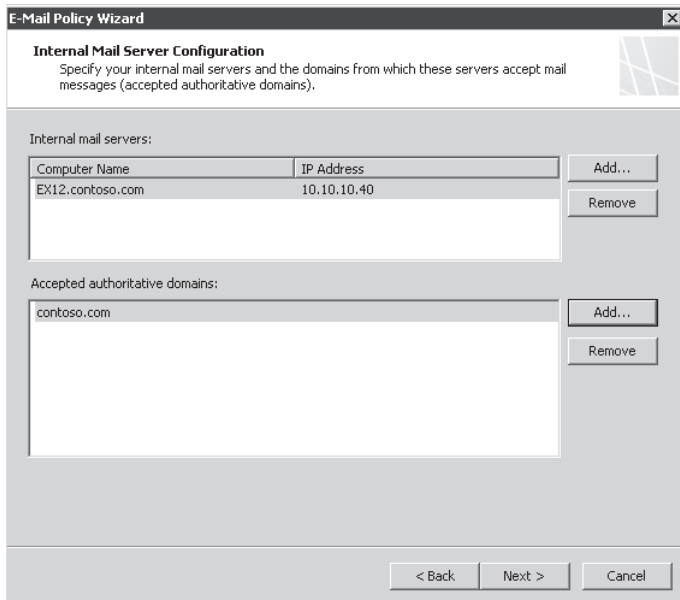 E-Mail Policy Wizard
Internal Mail Server Configuration
Specify your internal mail servers and the domains from which these servers accept mail
messages (accepted authoritative domains).
Internal mail servers:
Computer Name IP Address
EX12.contoso.com 10.10.10.40
Add...
Remove
Accepted authoritative domains:
contoso.com
Add...
Remove
< Back Next > Cancel